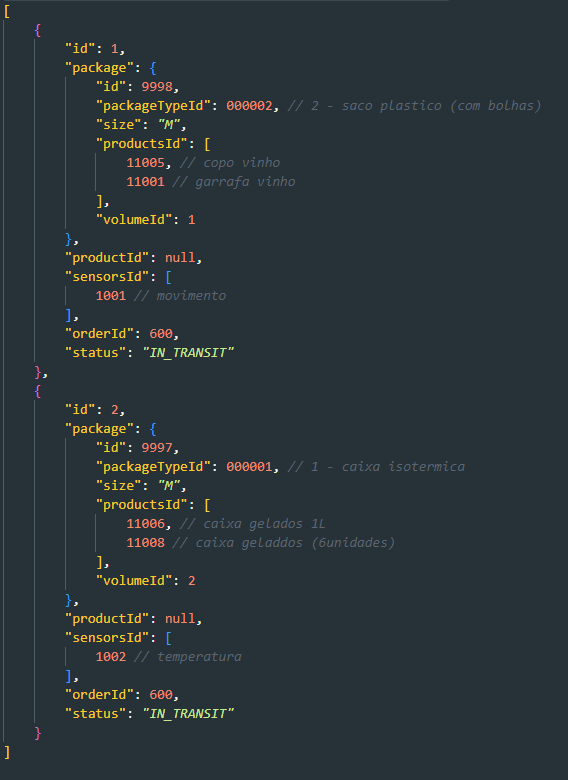 [
    {
        "id": 1,
        "package": {
            "id": 9998,
            "packageTypeId": 000002, // 2 - saco plastico (com bolhas)
            "size": "M",
            "productsId": [
                11005, // copo vinho
                11001 // garrafa vinho
            ],
            "volumeId": 1
        },
        "productId": null,
        "sensorsId": [
            1001 // movimento
        ],
        "orderId": 600,
        "status": "IN_TRANSIT"
    },
    {
        "id": 2,
        "package": {
            "id": 9997,
            "packageTypeId": 000001, // 1 - caixa isotermica
            "size": "M",
            "productsId": [
                11006, // caixa gelados 1L
                11008 // caixa geladdos (6unidades)
            ],
            "volumeId": 2
        },
        "productId": null,
        "sensorsId": [
            1002 // temperatura
        ],
        "orderId": 600,
        "status": "IN_TRANSIT"
    }
]